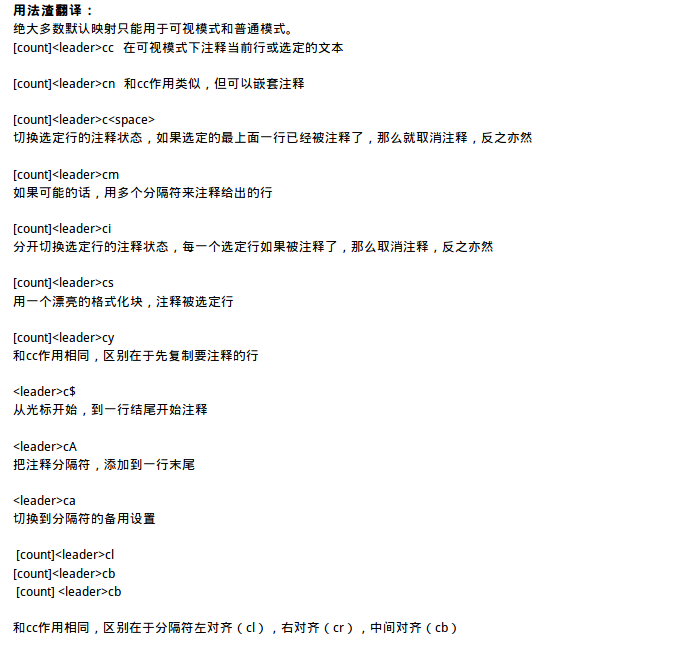 用法渣翻译：
绝大多数默认映射只能用于可视模式和普通模式。
[count]<leader>cc 在可视模式下注释当前行或选定的文本
[count]<leader>cn 和cc作用类似，但可以嵌套注释
[count]<leader>c<space>
切换选定行的注释状态，如果选定的最上面一行已经被注释了，那么就取消注释，反之亦然
[count]<leader>cm
如果可能的话，用多个分隔符来注释给出的行
[count]<leader>ci
分开切换选定行的注释状态，每一个选定行如果被注释了，那么取消注释，反之亦然
[count]<leader>cs
用一个漂亮的格式化块，注释被选定行
[count]<leader>cy
和cc作用相同，区别在于先复制要注释的行
<leader>c$
从光标开始，到一行结尾开始注释
<leader>cA
把注释分隔符，添加到一行末尾
<leader>ca
切换到分隔符的备用设置
[count]<leader>cl
[count]<leader>cb
[count] <leader>cb
和cc作用相同，区别在于分隔符左对齐（cl），右对齐（cr），中间对齐（cb）